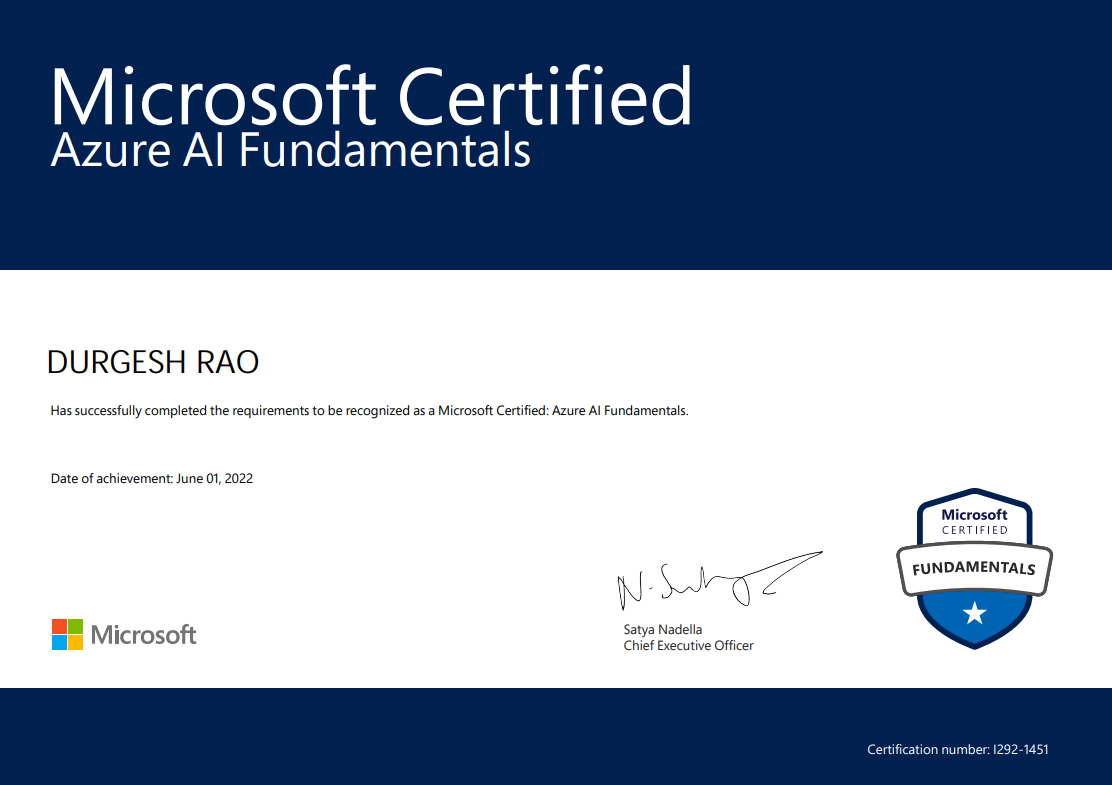 Microsoft Certified
Azure AI Fundamentals
DURGESH RAO
Has successfully completed the requirements to be recognized as a Microsoft Certified: Azure AI Fundamentals.
Date of achievement: June 01, 2022
Microsoft
CERTIFIED
FUNDAMENTALS
N. Satya
Satya Nadella
Chief Executive Officer
Microsoft
Certification number: I292-1451